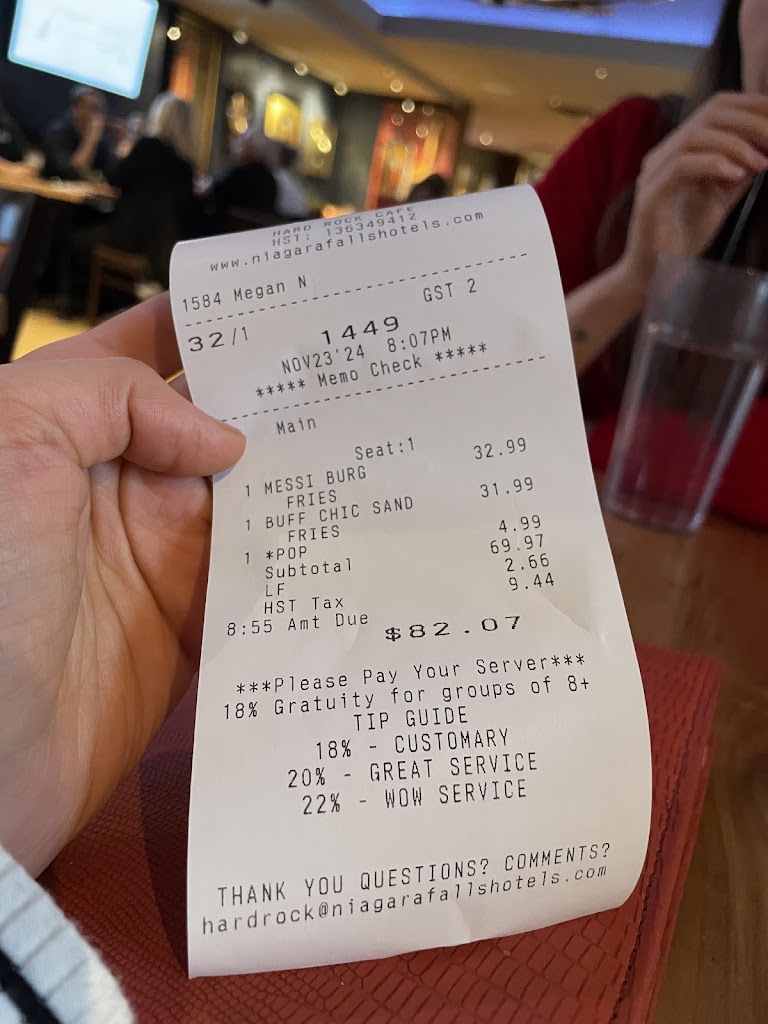 HARD ROCK CAFE
HST: 136349412
www.niagarafallshotels.com
1584 Megan N
32/1 1449 GST 2
NOV23'24 8:07PM
***** Memo Check *****
Main
Seat:1
1 MESSI BURG 32.99
FRIES
1 BUFF CHIC SAND 31.99
FRIES
1 *POP 4.99
Subtotal 69.97
LF 2.66
HST Tax 9.44
8:55 Amt Due $82.07
***Please Pay Your Server***
18% Gratuity for groups of 8+
TIP GUIDE
18% - CUSTOMARY
20% - GREAT SERVICE
22% - WOW SERVICE
THANK YOU QUESTIONS? COMMENTS?
hardrock@niagarafallshotels.com